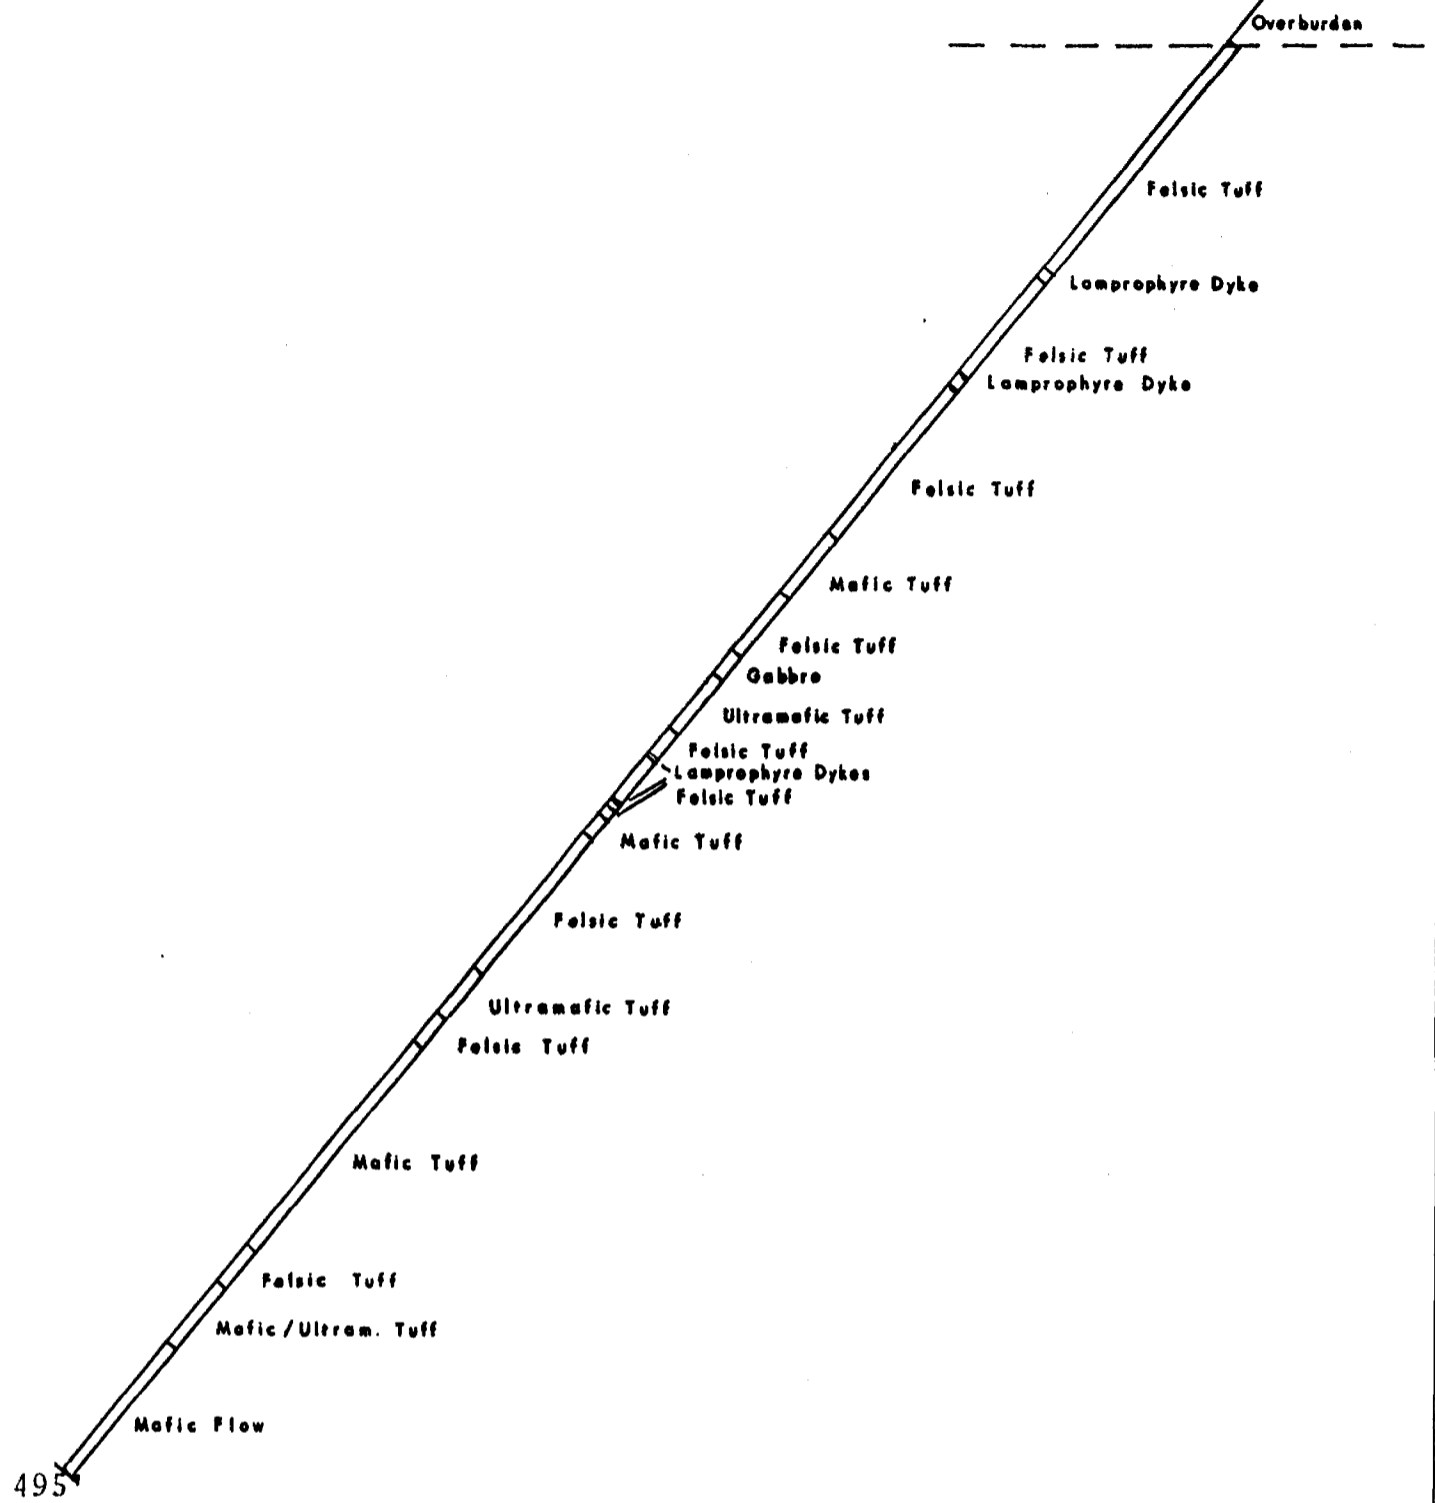 Overburden
Felsic Tuff
Lamprophyre Dyke
Felsic Tuff
Lamprophyre Dyke
Felsic Tuff
Mafic Tuff
Felsic Tuff
Gabbro
Ultramafic Tuff
Felsic Tuff
Lamprophyre Dykes
Felsic Tuff
Mafic Tuff
Felsic Tuff
Ultramafic Tuff
Felsic Tuff
Mafic Tuff
Felsic Tuff
Mafic/Ultram. Tuff
Mafic Flow
495'